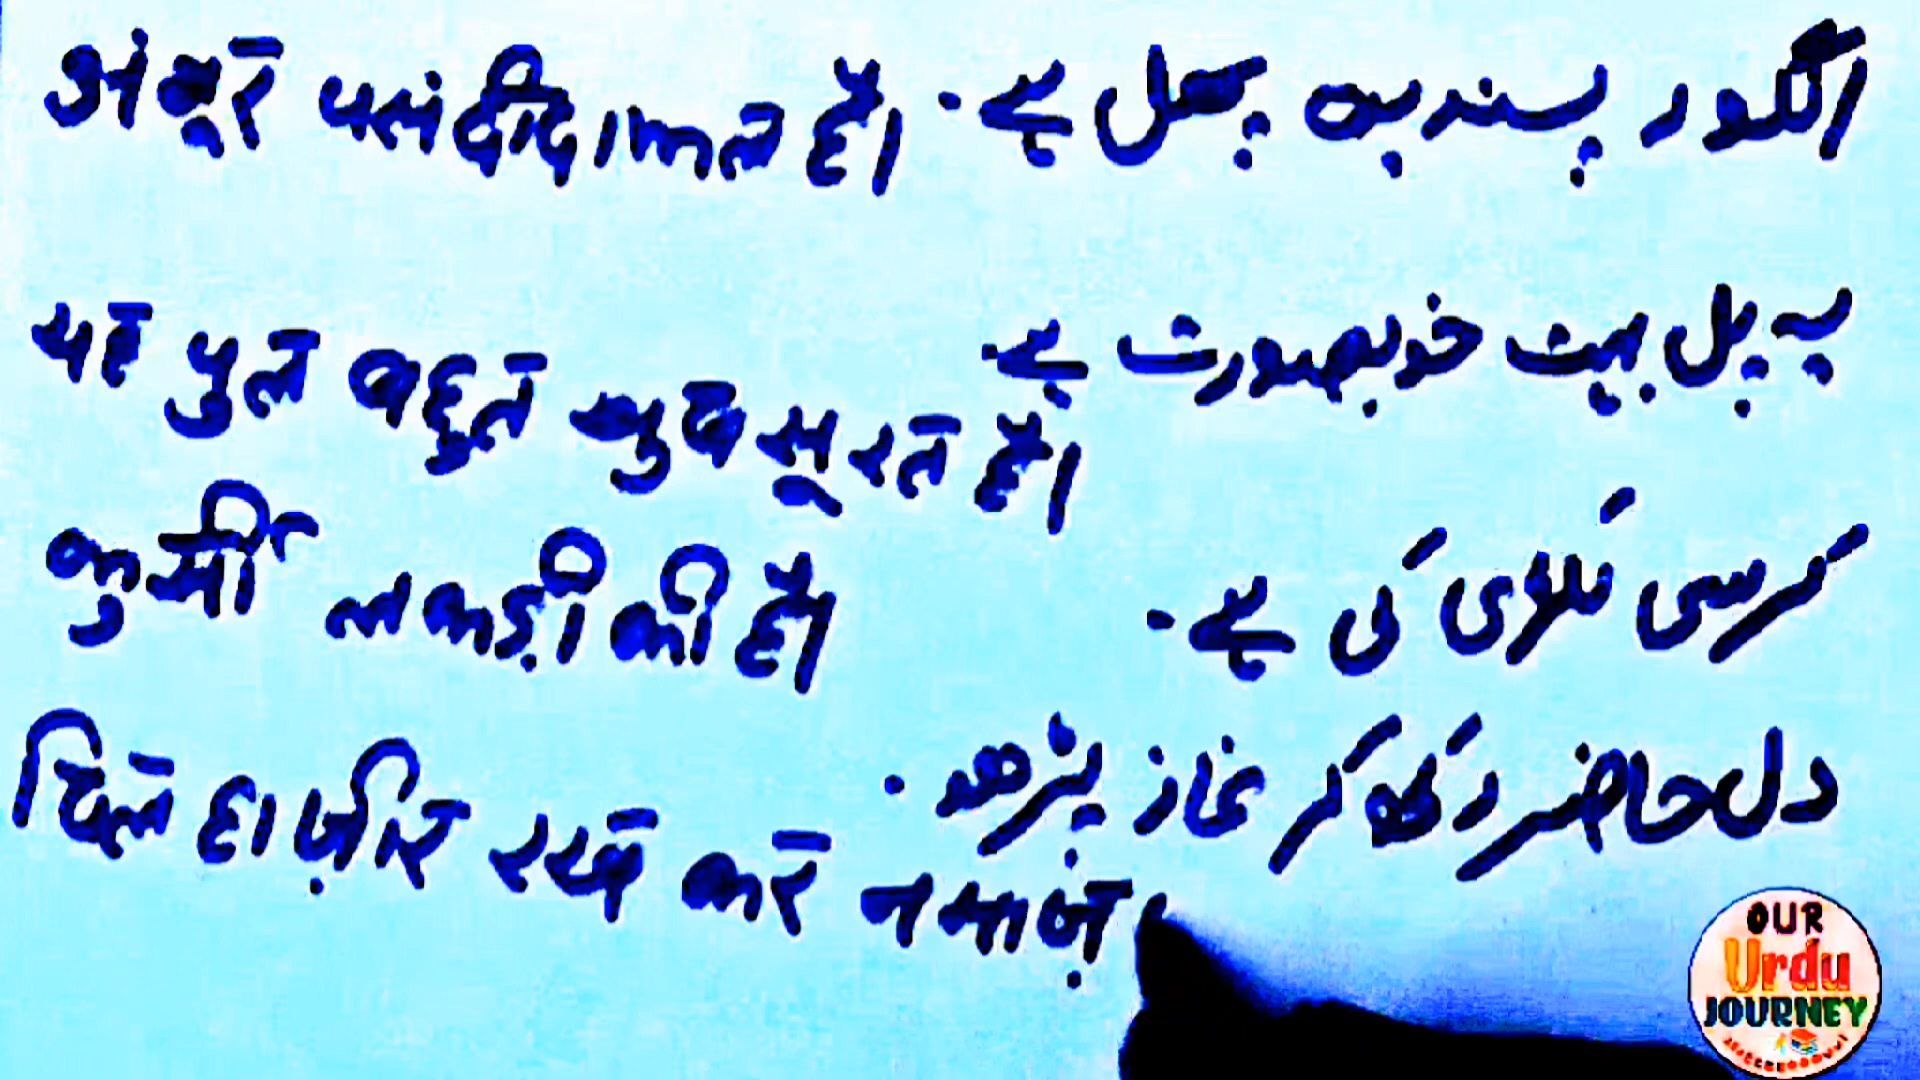 अंगूर पसंदीदा फल है। انگور پسندیدہ پھل ہے۔
यह पुल बहुत खुबसूरत है। یہ پل بہت خوبصورت ہے۔
कुर्सी लकड़ी की है। کرسی لکڑی کی ہے۔
दिल हाज़िर रख कर नमाज़ دل حاضر رکھ کر نماز پڑھو۔
OUR
Urdu
JOURNEY